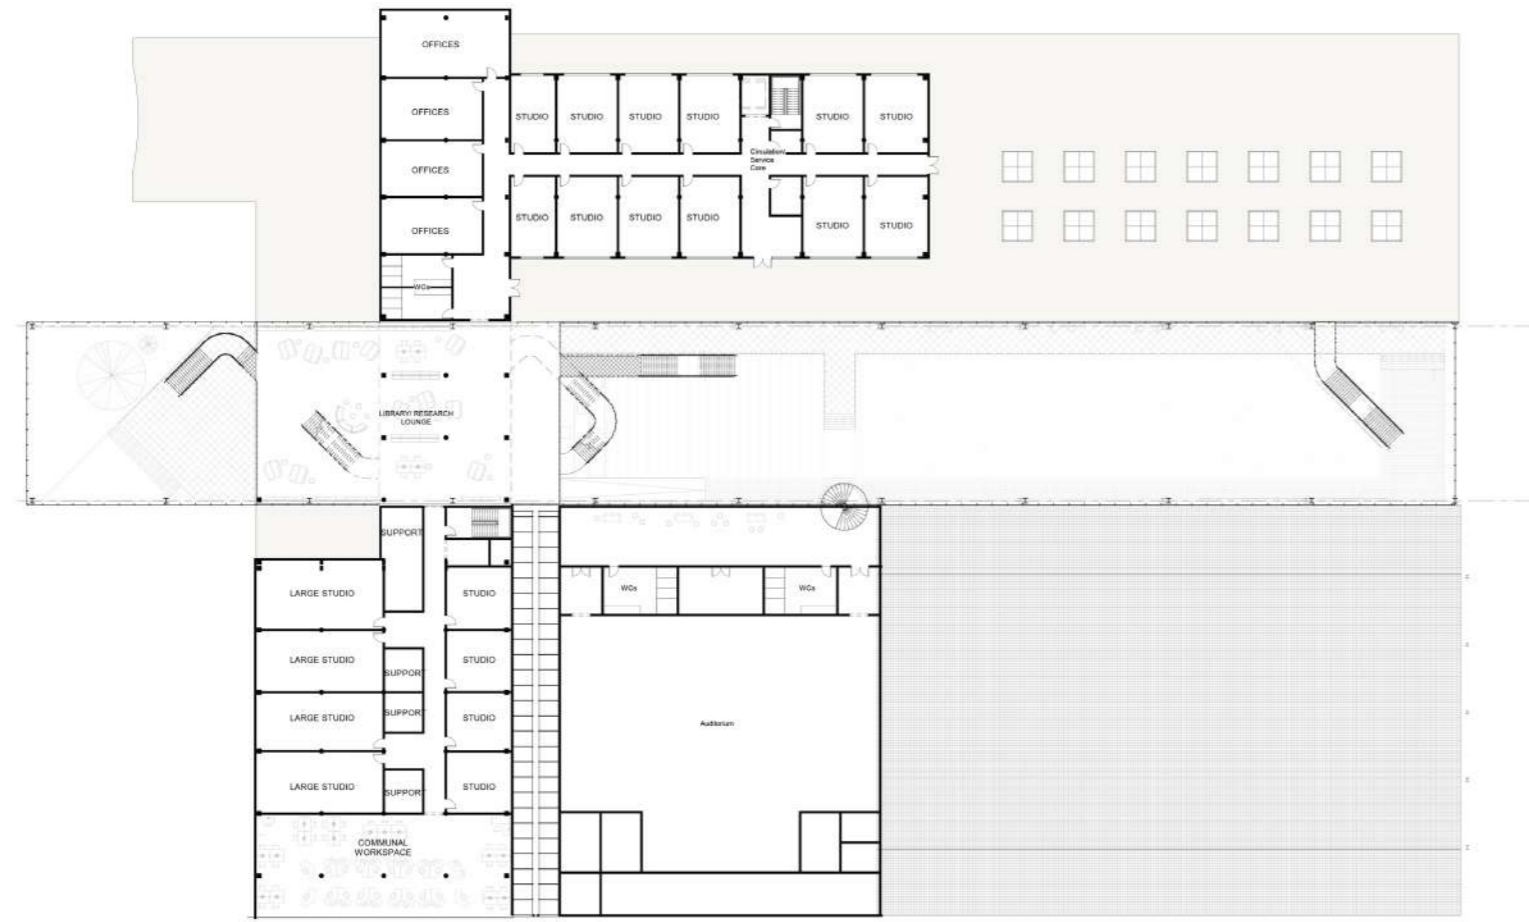 OFFICES
OFFICES
STUDIO
STUDIO
STUDIO
STUDIO
STUDIO
STUDIO
Circulation/
Service
Core
OFFICES
OFFICES
STUDIO
STUDIO
STUDIO
STUDIO
STUDIO
STUDIO
WCs
LIBRARY/ RESEARCH
LOUNGE
SUPPORT
LARGE STUDIO
STUDIO
WCs
WCs
LARGE STUDIO
SUPPORT
STUDIO
LARGE STUDIO
SUPPORT
STUDIO
Auditorium
LARGE STUDIO
SUPPORT
STUDIO
COMMUNAL
WORKSPACE